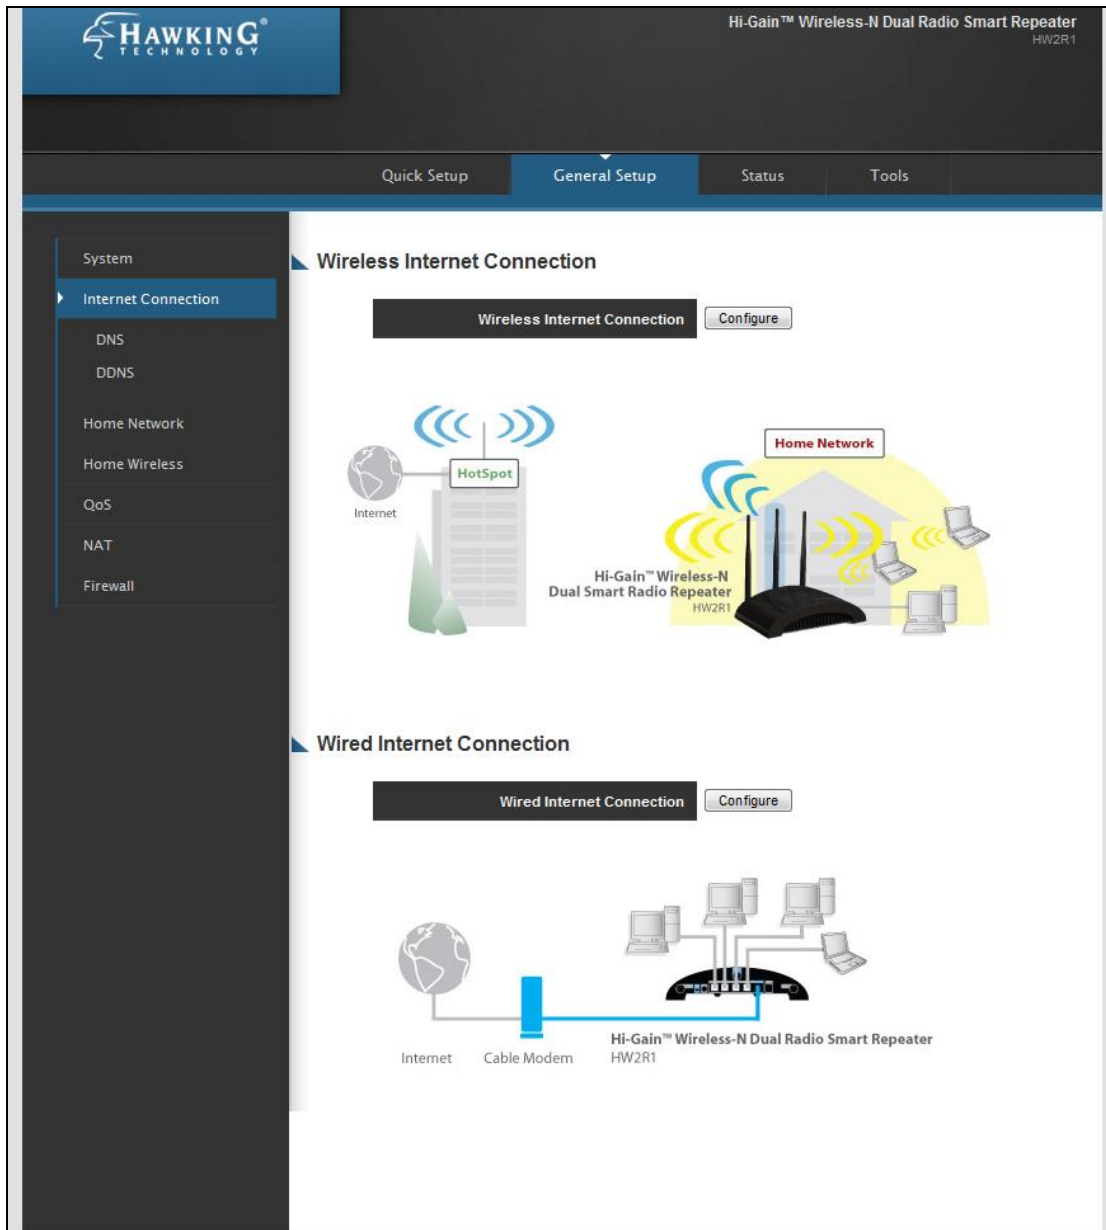 HAWKING®
TECHNOLOGY
Hi-Gain™ Wireless-N Dual Radio Smart Repeater
HW2R1
Quick Setup
General Setup
Status
Tools
System
Internet Connection
DNS
DDNS
Home Network
Home Wireless
QoS
NAT
Firewall
Wireless Internet Connection
Wireless Internet Connection
Configure
HotSpot
Internet
Home Network
Hi-Gain™ Wireless-N
Dual Smart Radio Repeater
HW2R1
Wired Internet Connection
Wired Internet Connection
Configure
Internet
Cable Modem
Hi-Gain™ Wireless-N Dual Radio Smart Repeater
HW2R1